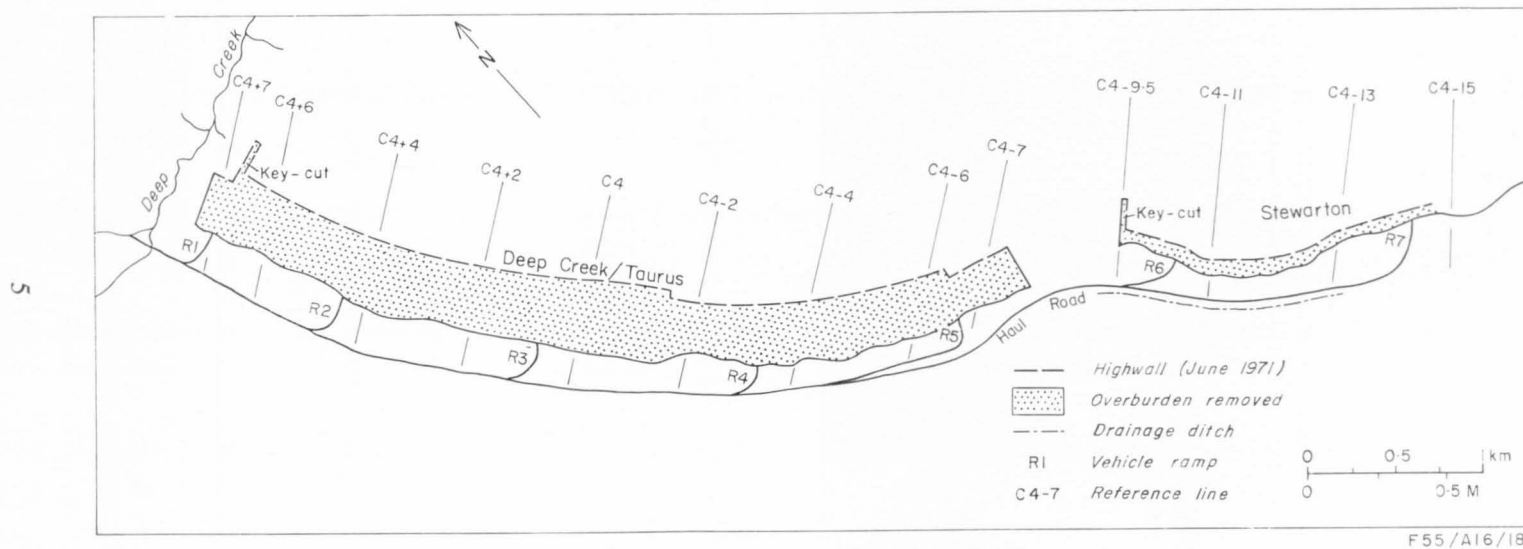 5
Deep Creek
C4+7
C4+6
Key-cut
C4+4
C4+2
C4
C4-2
C4-4
C4-6
C4-7
N
C4-9·5
C4-11
C4-13
C4-15
Key-cut
Stewarton
Deep Creek/Taurus
R1
R2
R3
R4
R5
R6
R7
Haul Road
Highwall (June 1971)
Overburden removed
Drainage ditch
R1 Vehicle ramp
C4-7 Reference line
0 0·5 1 km
0 0·5 M
F55/A16/18